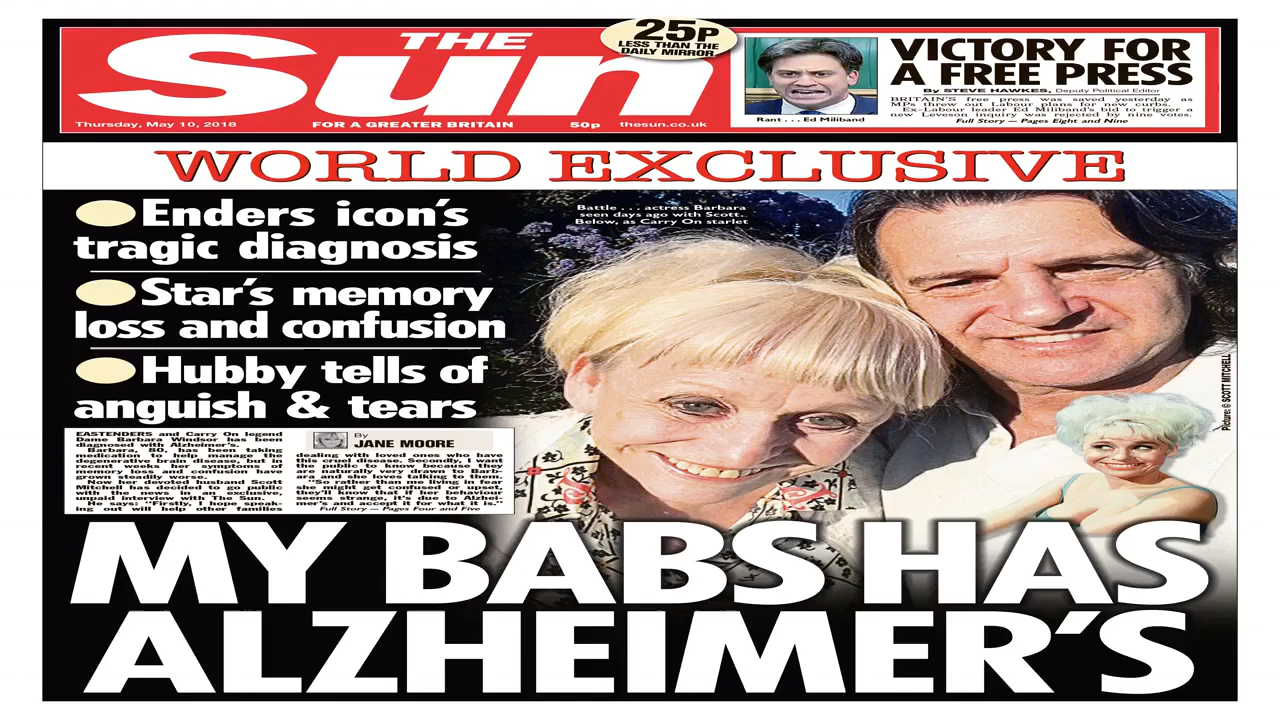 THE
Sun
25P
LESS THAN THE
DAILY MIRROR
Thursday, May 10, 2018
FOR A GREATER BRITAIN
50p
thesun.co.uk
Rant . . . Ed Miliband
VICTORY FOR
A FREE PRESS
By STEVE HAWKES, Deputy Political Editor
BRITAIN'S free press was saved yesterday as
MPs threw out Labour plans for new curbs.
Ex-Labour leader Ed Miliband's bid to trigger a
new Leveson inquiry was rejected by nine votes.
Full Story — Pages Eight and Nine
WORLD EXCLUSIVE
Enders icon's
tragic diagnosis
Star's memory
loss and confusion
Hubby tells of
anguish & tears
Battle . . . actress Barbara
seen days ago with Scott.
Below, as Carry On starlet
EASTENDERS and Carry On legend
Dame Barbara Windsor has been
diagnosed with Alzheimer's.
Barbara, 80, has been taking
medication to help manage the
degenerative brain disease, but in
recent weeks her symptoms of
memory loss and confusion have
grown steadily worse.
Now her devoted husband Scott
Mitchell has decided to go public
with the news in an exclusive,
unpaid interview with The Sun.
He says: "Firstly, I hope speak-
ing out will help other families
By
JANE MOORE
dealing with loved ones who have
this cruel disease. Secondly, I want
the public to know because they
are naturally very drawn to Barb-
ara and she loves talking to them.
"So rather than me living in fear
she might get confused or upset,
they'll know that if her behaviour
seems strange, it's due to Alzhei-
mer's and accept it for what it is."
Full Story — Pages Four and Five
Picture: © SCOTT MITCHELL
MY BABS HAS
ALZHEIMER'S